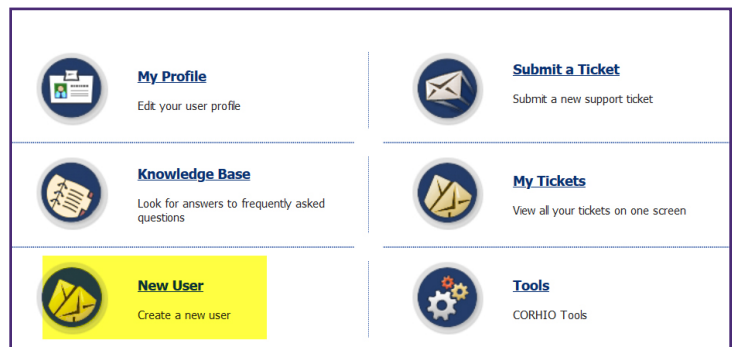 My Profile
Edit your user profile
Submit a Ticket
Submit a new support ticket
Knowledge Base
Look for answers to frequently asked
questions
My Tickets
View all your tickets on one screen
New User
Create a new user
Tools
CORHIO Tools